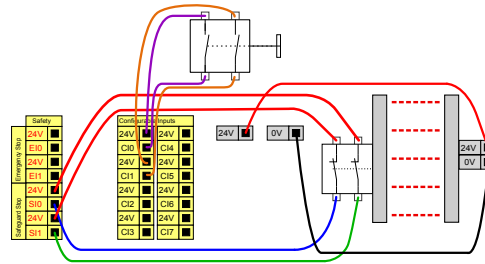 Safety
Emergency Stop
24V
EI0
24V
EI1
Safeguard Stop
24V
SI0
24V
SI1
Configurable Inputs
24V 24V
CI0 CI4
24V 24V
CI1 CI5
24V 24V
CI2 CI6
24V 24V
CI3 CI7
24V 0V
24V
0V